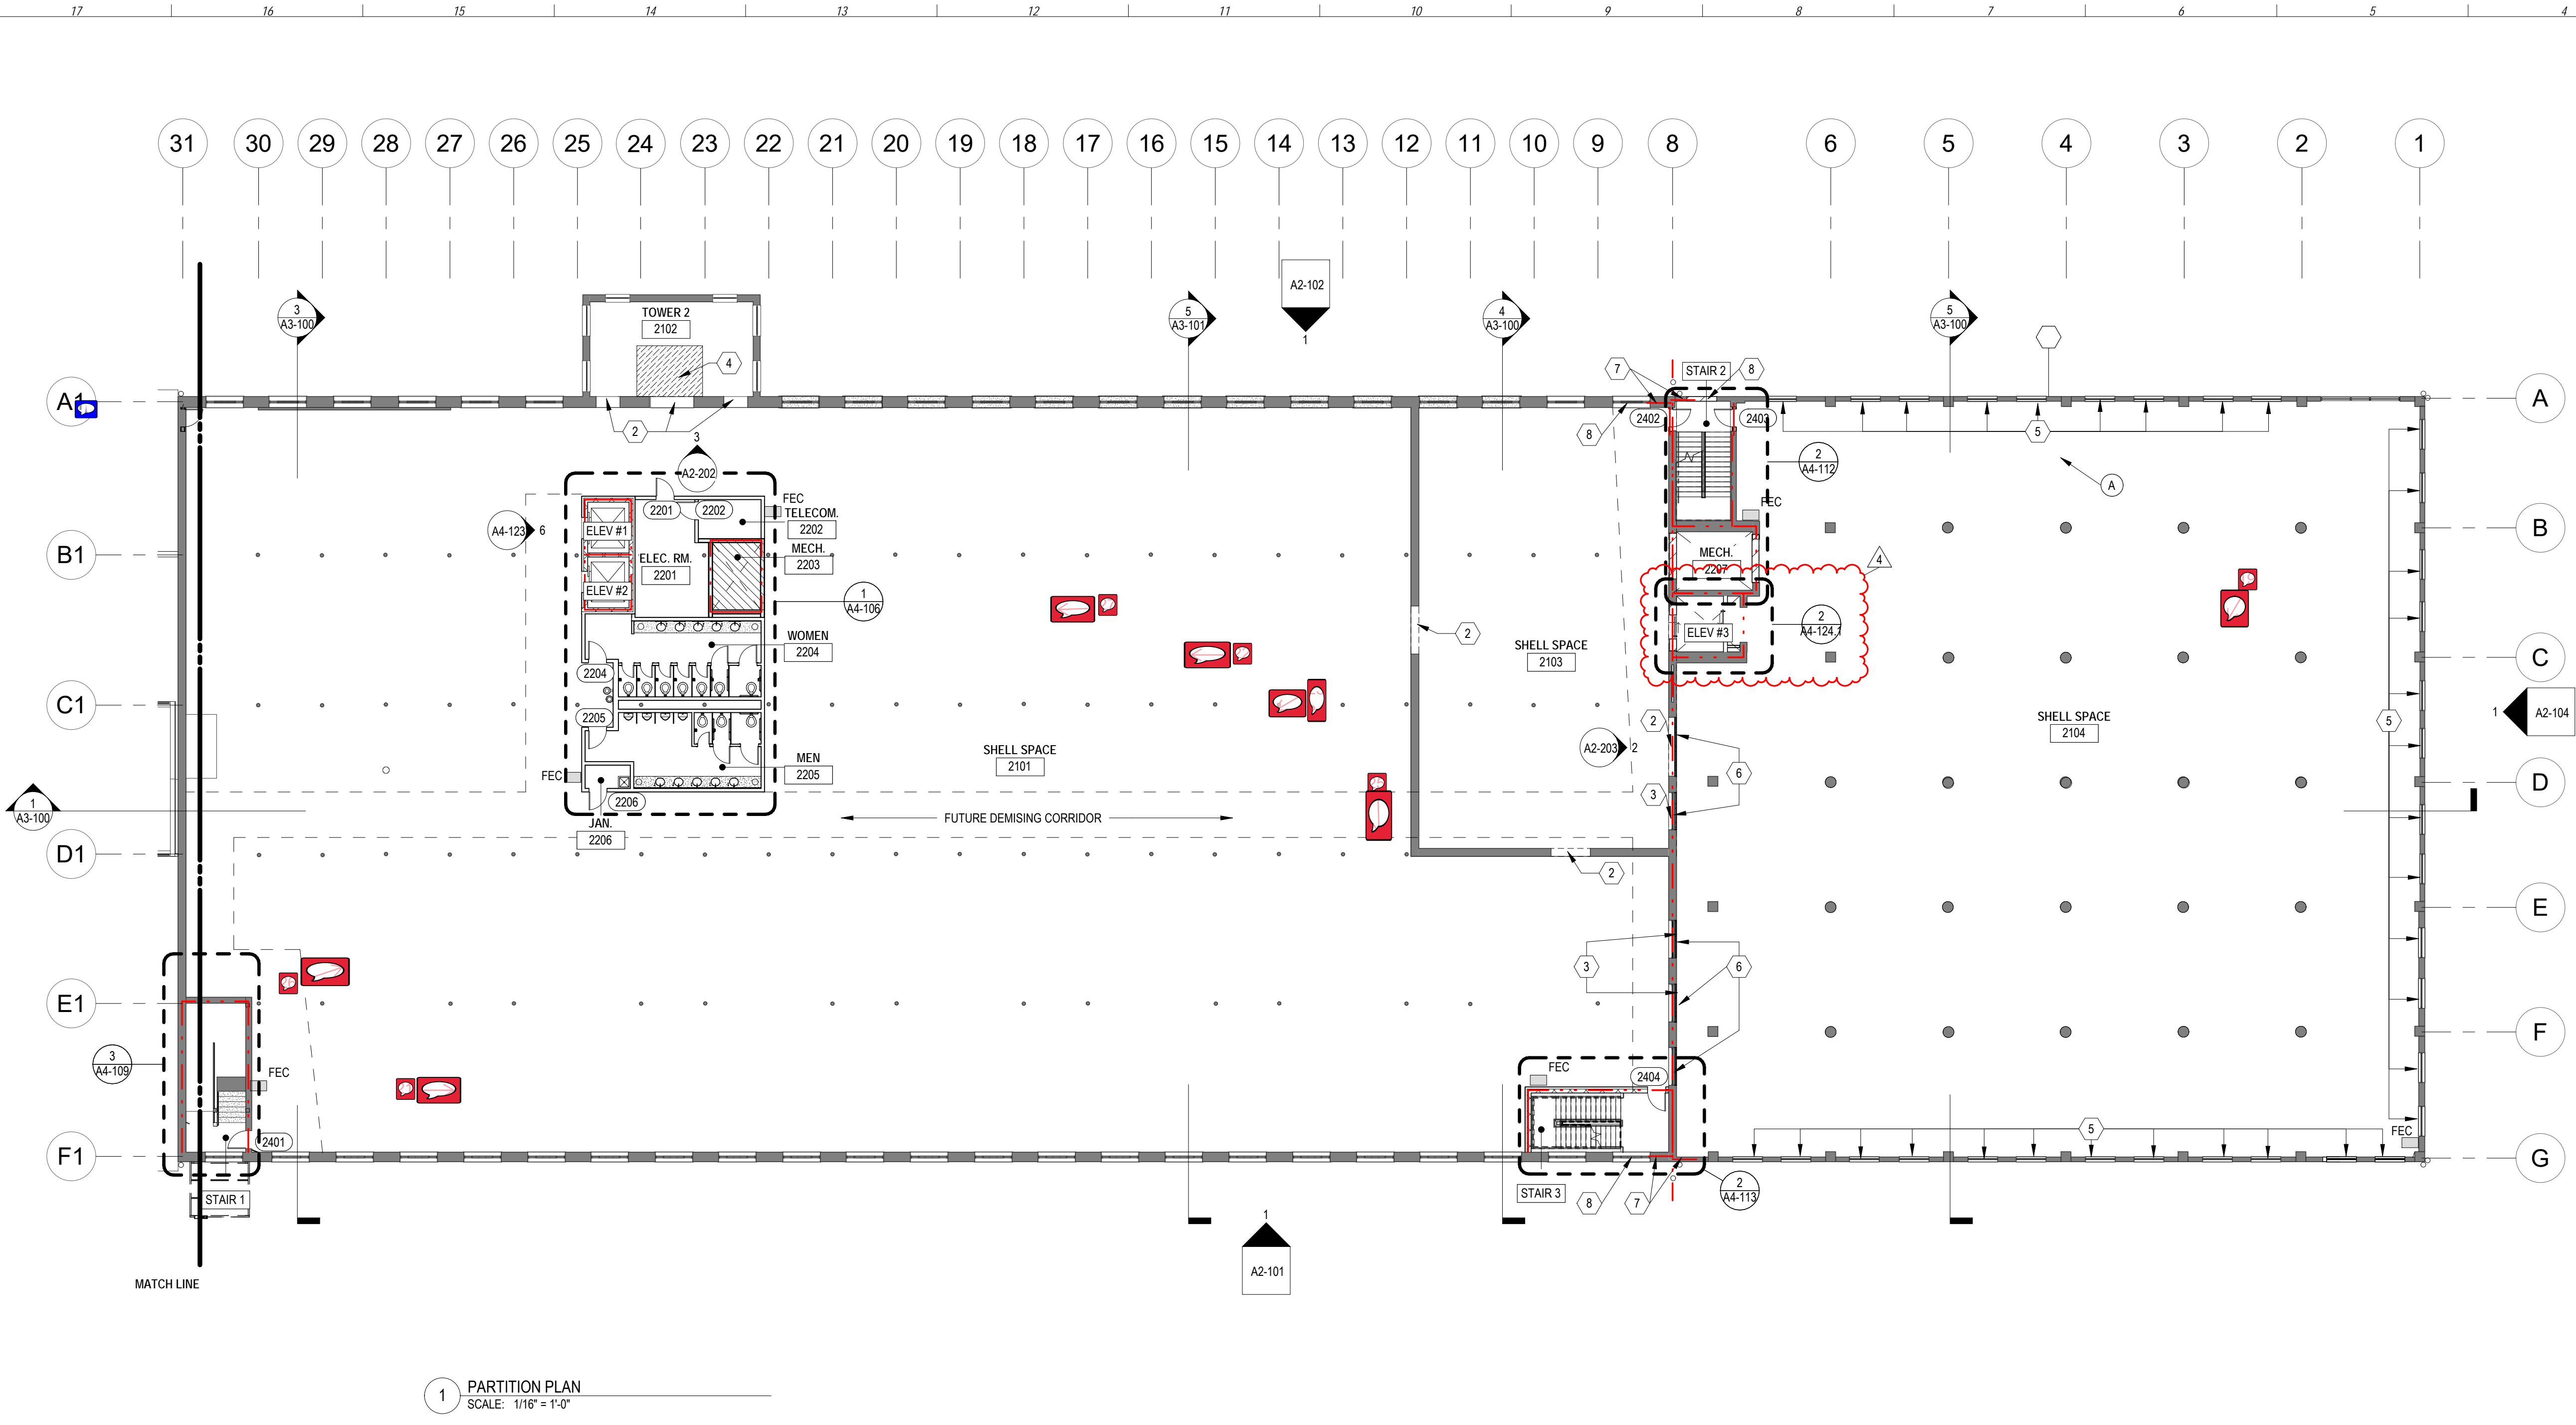 17 16 15 14 13 12 11 10 9 8 7 6 5 4
31 30 29 28 27 26 25 24 23 22 21 20 19 18 17 16 15 14 13 12 11 10 9 8 6 5 4 3 2 1
A2-102
1
3
A3-100
TOWER 2
2102
4
5
A3-101
4
A3-100
5
A3-100
7
STAIR 2
8
A1
A
2
8
2402
2403
5
3
A2-202
2
A4-112
A
FEC
FEC
2201
2202
TELECOM.
2202
A4-123
6
ELEV #1
B
B1
ELEC. RM.
2201
MECH.
2203
MECH.
2207
4
ELEV #2
1
A4-106
WOMEN
2204
2
ELEV #3
2
A4-124.1
SHELL SPACE
2103
C
2204
C1
2205
2
5
SHELL SPACE
2104
1
A2-104
SHELL SPACE
2101
A2-203
2
MEN
2205
FEC
6
D
2206
3
1
A3-100
FUTURE DEMISING CORRIDOR
JAN.
2206
D1
2
E
3
6
E1
F
3
A4-109
FEC
FEC
2404
2401
5
FEC
F1
G
STAIR 1
STAIR 3
8
7
2
A4-113
1
A2-101
MATCH LINE
1
PARTITION PLAN
SCALE: 1/16" = 1'-0"